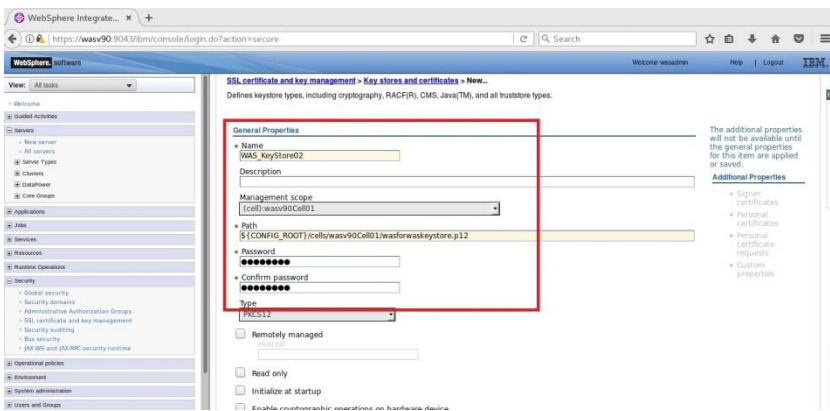 WebSphere Integrate...
https://wasv90:9043/ibm/console/login.do?action=secure
Search
WebSphere. software
Welcome wasadmin
Help | Logout
IBM.
View: All tasks
Welcome
Guided Activities
Servers
New server
All servers
Server Types
Clusters
DataPower
Core Groups
Applications
Jobs
Services
Resources
Runtime Operations
Security
Global security
Security domains
Administrative Authorization Groups
SSL certificate and key management
Security auditing
Bus security
JAX-WS and JAX-RPC security runtime
Operational policies
Environment
System administration
Users and Groups
SSL certificate and key management > Key stores and certificates > New...
Defines keystore types, including cryptography, RACF(R), CMS, Java(TM), and all truststore types.
General Properties
Name
WAS_KeyStore02
Description
Management scope
(cell):wasv90Cell01
Path
${CONFIG_ROOT}/cells/wasv90Cell01/wasforwaskeystore.p12
Password
Confirm password
Type
PKCS12
Remotely managed
Host list
Read only
Initialize at startup
Enable cryptographic operations on hardware device
The additional properties
will not be available until
the general properties
for this item are applied
or saved.
Additional Properties
Signer
certificates
Personal
certificates
Personal
certificate
requests
Custom
properties